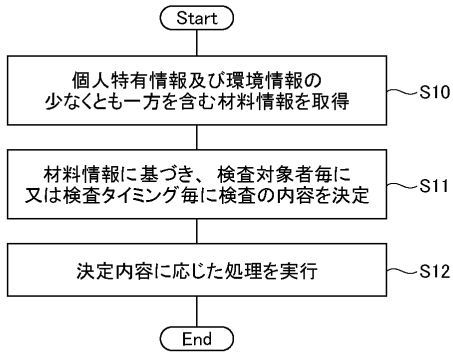 Start
個人特有情報及び環境情報の
少なくとも一方を含む材料情報を取得
S10
材料情報に基づき、検査対象者毎に
又は検査タイミング毎に検査の内容を決定
S11
決定内容に応じた処理を実行
S12
End